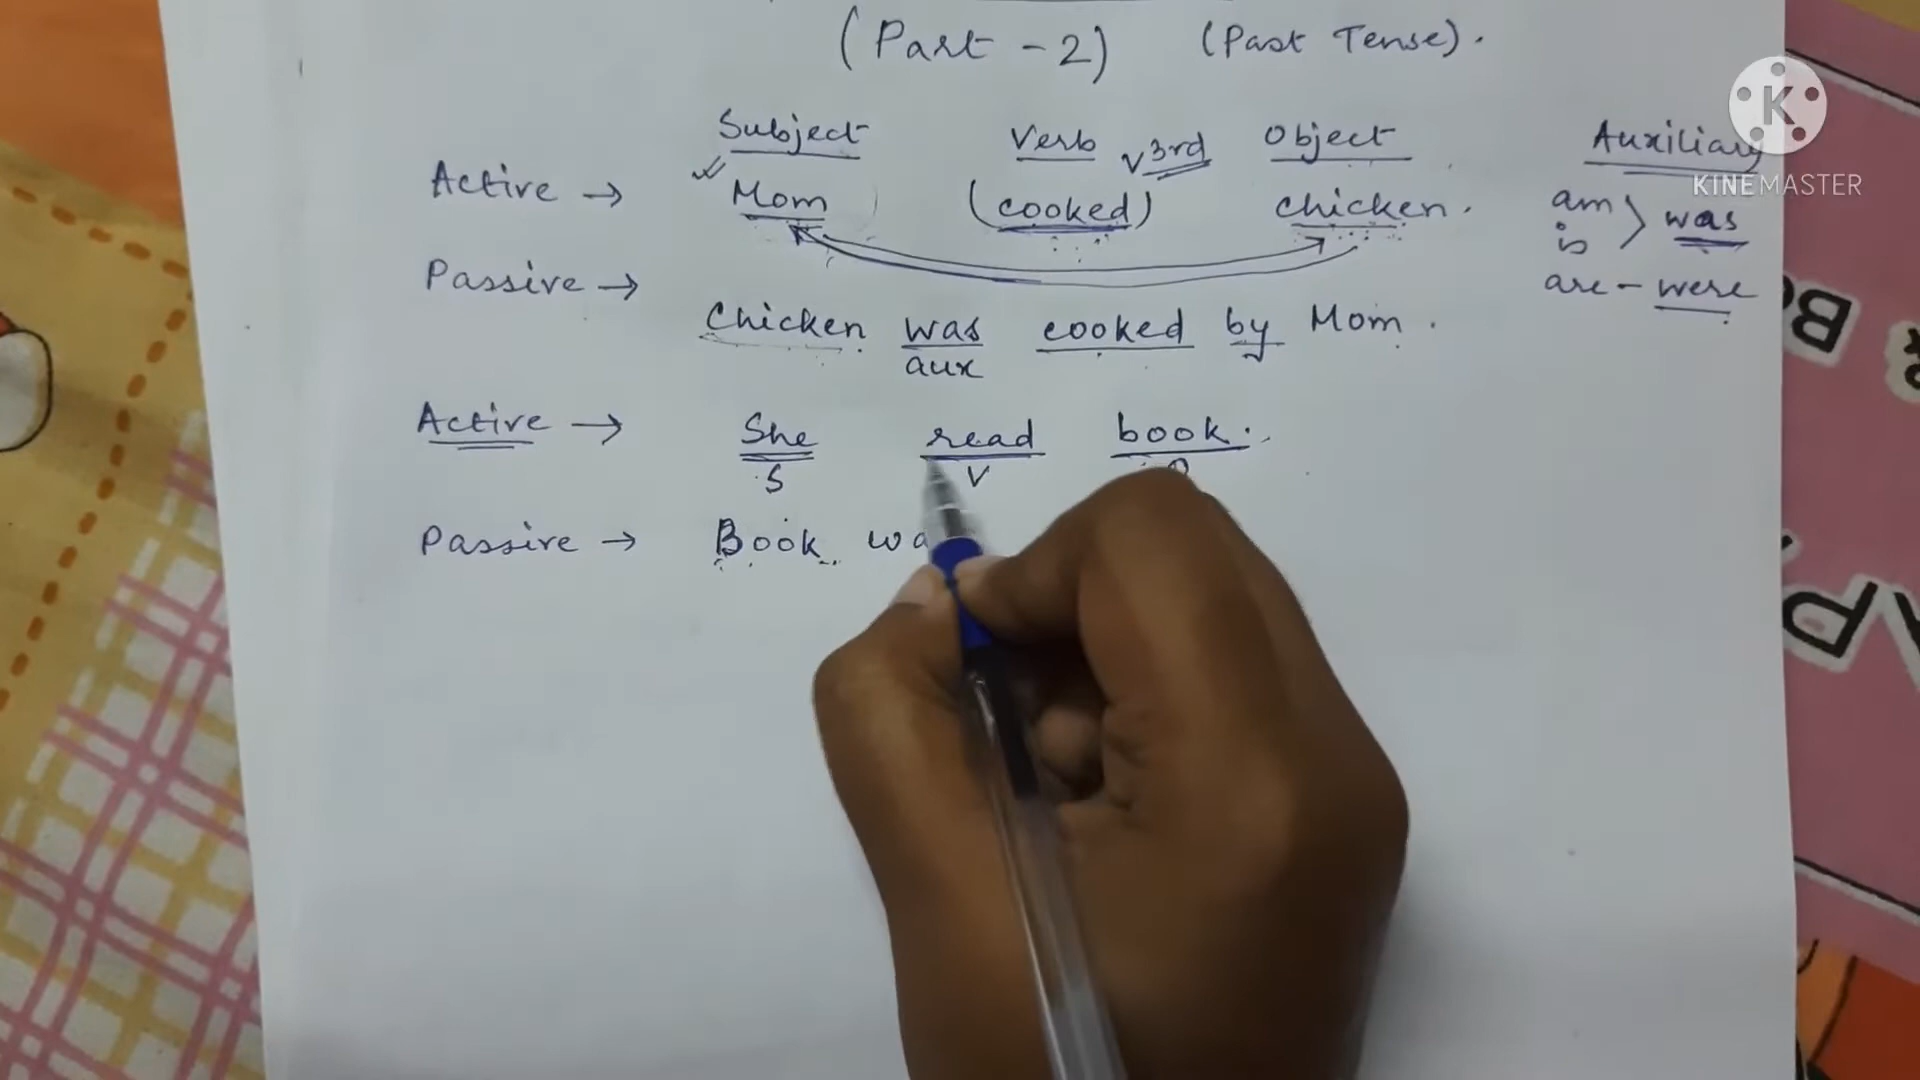 (Part - 2) (Past Tense).
Subject Verb V3rd Object Auxiliary
Active → Mom (cooked) chicken.
am
is > was
are - were
Passive →
Chicken was cooked by Mom.
aux
Active → She read book.
S V O
Passive → Book
KINEMASTER